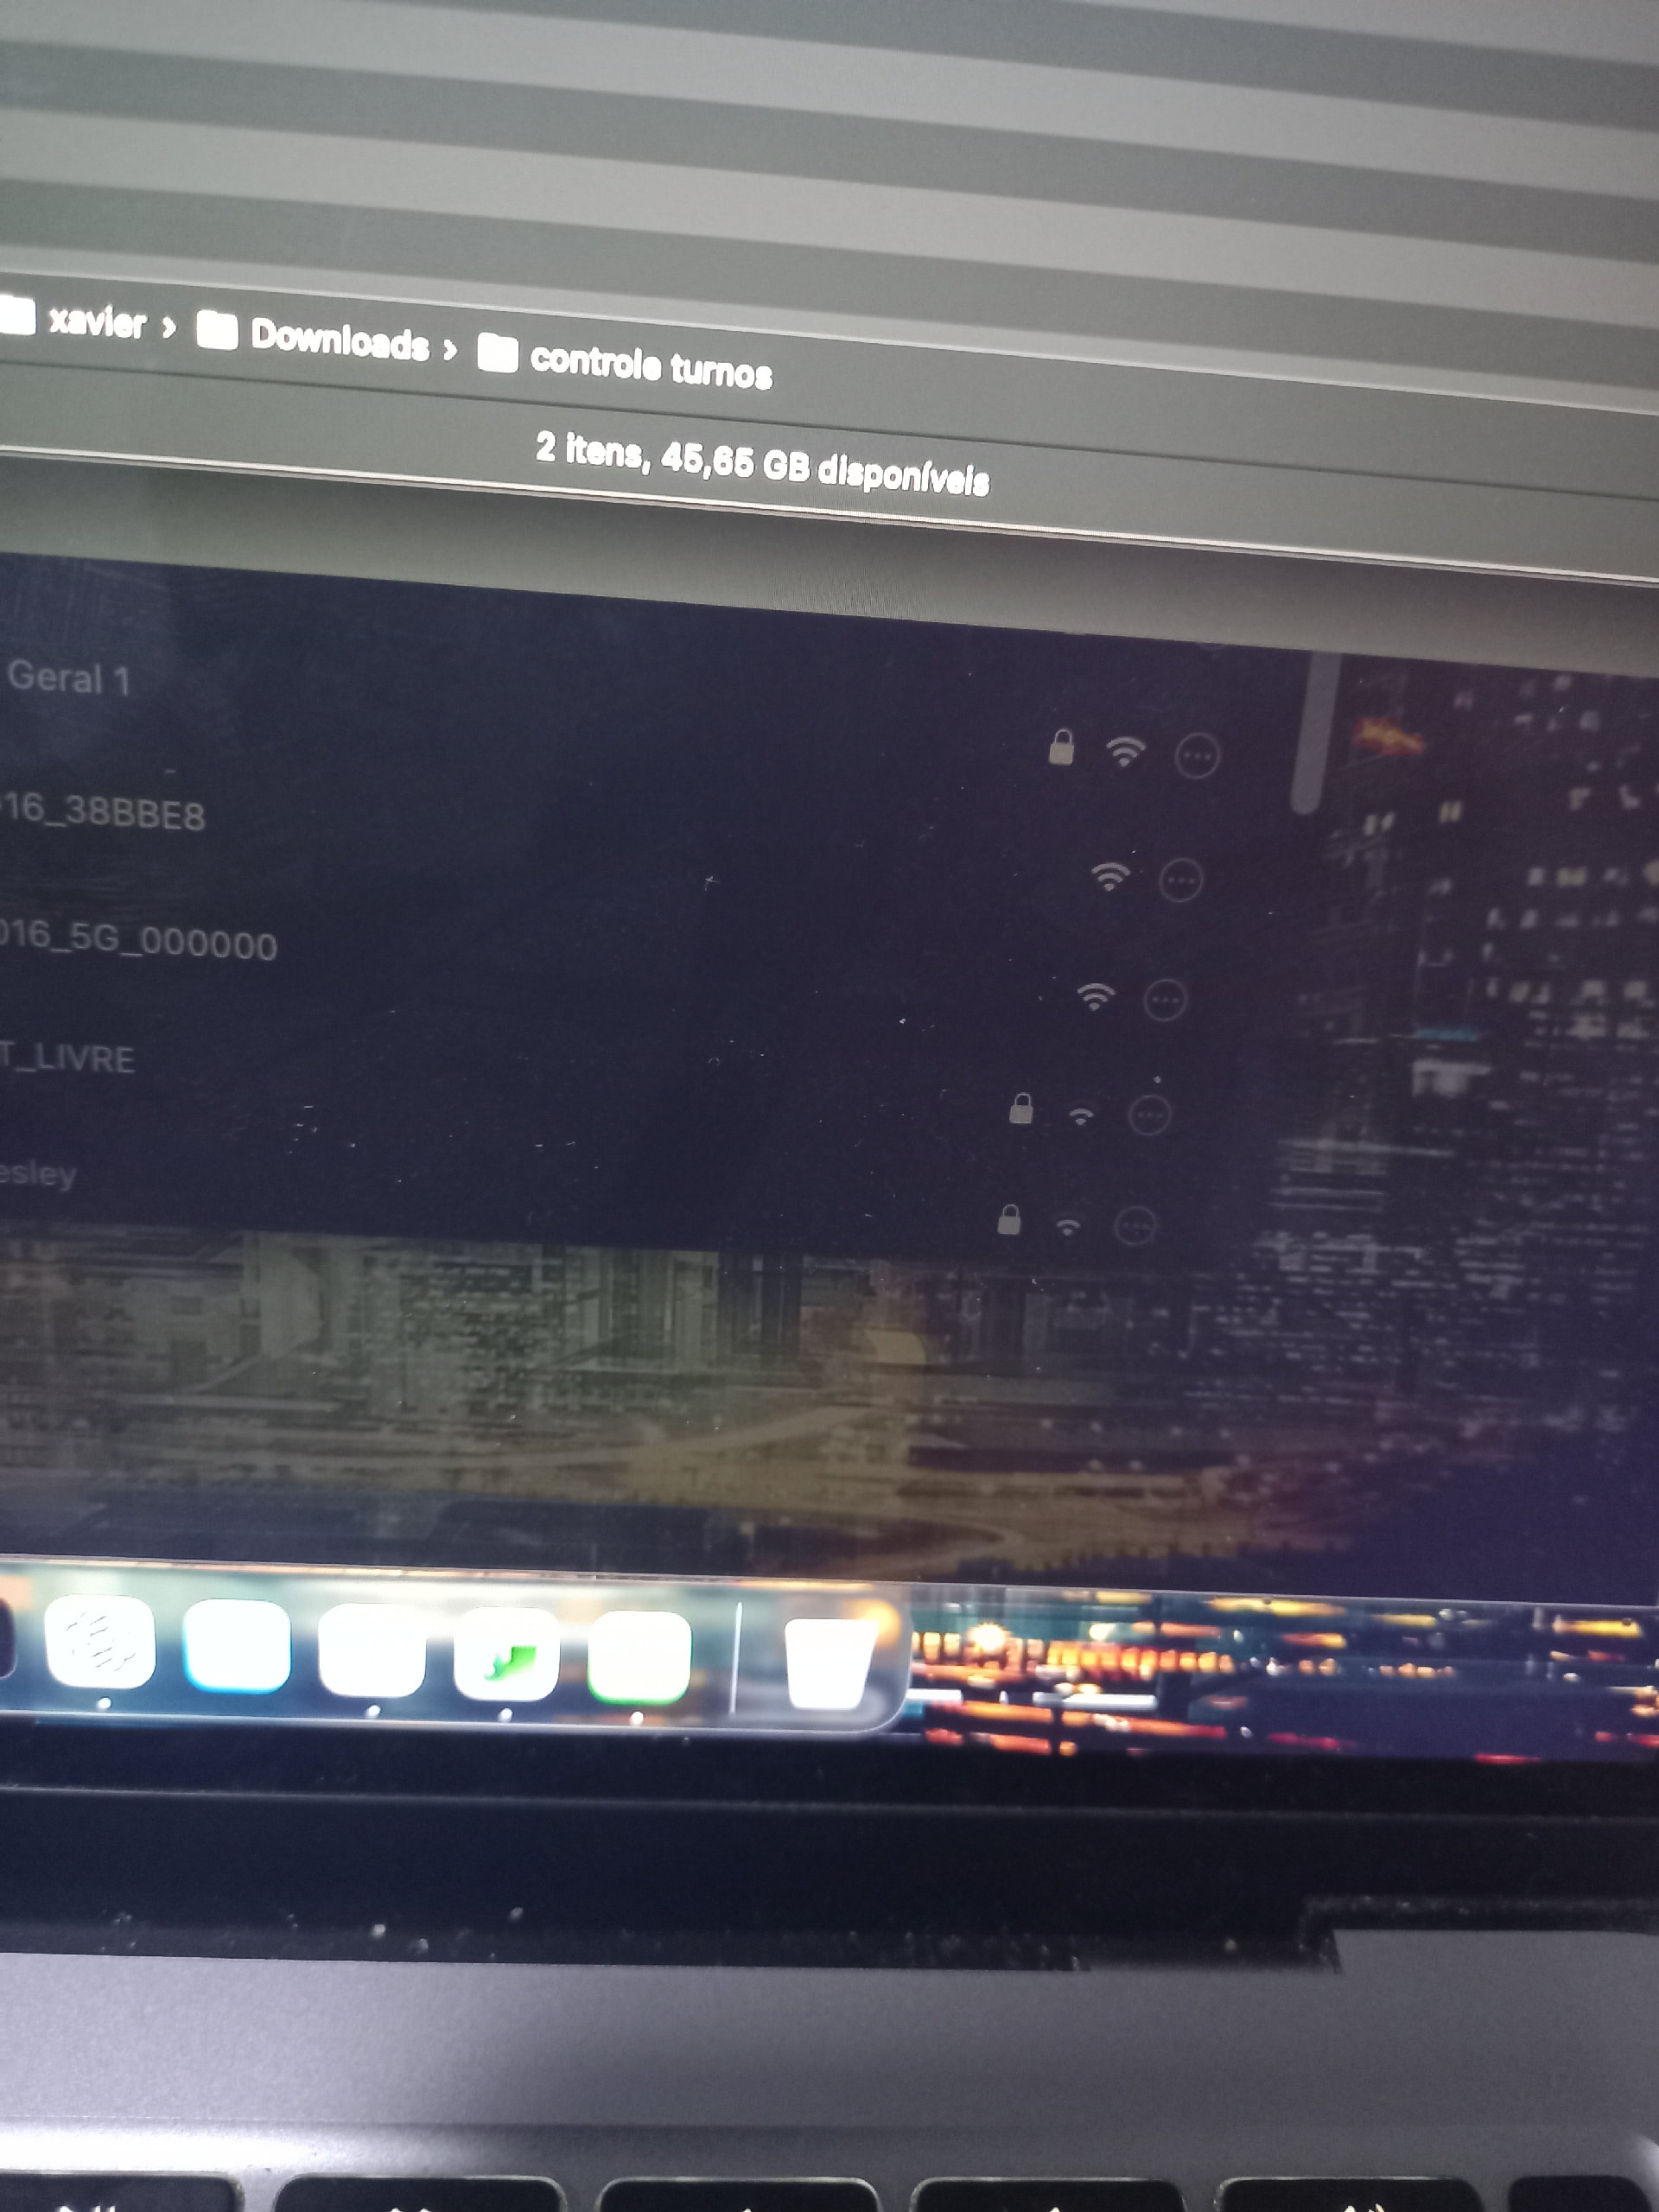 xavier › Downloads › controle turnos
2 itens, 45,65 GB disponíveis
Geral 1
16_38BBE8
016_5G_000000
T_LIVRE
esley